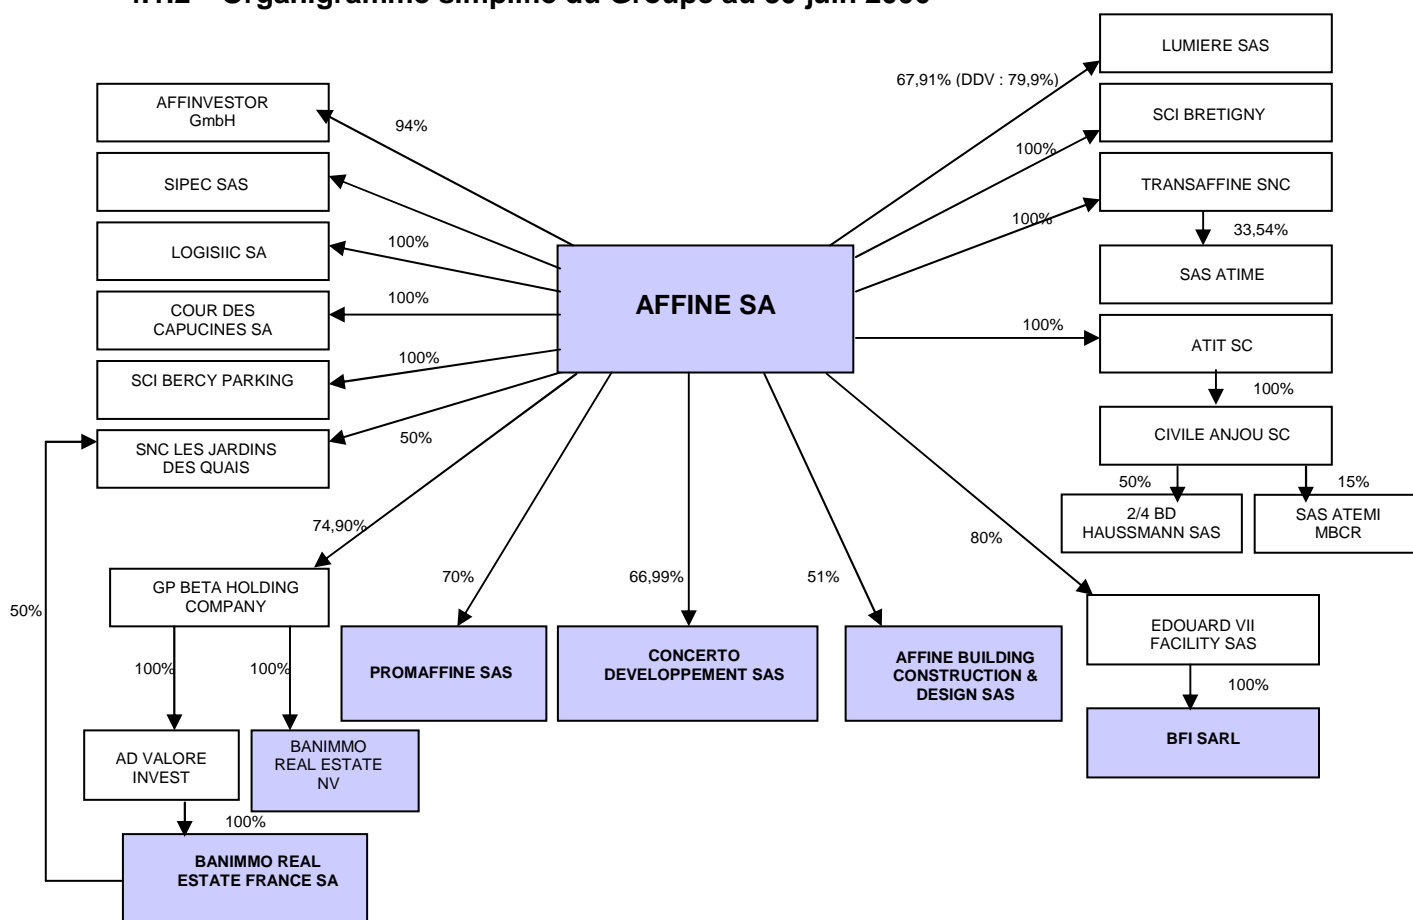 LUMIERE SAS
67,91% (DDV : 79,9%)
AFFINVESTOR
GmbH
94%
SCI BRETIGNY
100%
SIPEC SAS
TRANSAFFINE SNC
100%
33,54%
LOGISIIC SA
100%
SAS ATIME
AFFINE SA
COUR DES
CAPUCINES SA
100%
100%
ATIT SC
SCI BERCY PARKING
100%
100%
SNC LES JARDINS
DES QUAIS
50%
CIVILE ANJOU SC
50%
15%
2/4 BD
HAUSSMANN SAS
SAS ATEMI
MBCR
74,90%
80%
GP BETA HOLDING
COMPANY
70%
66,99%
51%
50%
EDOUARD VII
FACILITY SAS
100%
100%
PROMAFFINE SAS
CONCERTO
DEVELOPPEMENT SAS
AFFINE BUILDING
CONSTRUCTION &
DESIGN SAS
100%
BFI SARL
AD VALORE
INVEST
BANIMMO
REAL ESTATE
NV
100%
BANIMMO REAL
ESTATE FRANCE SA